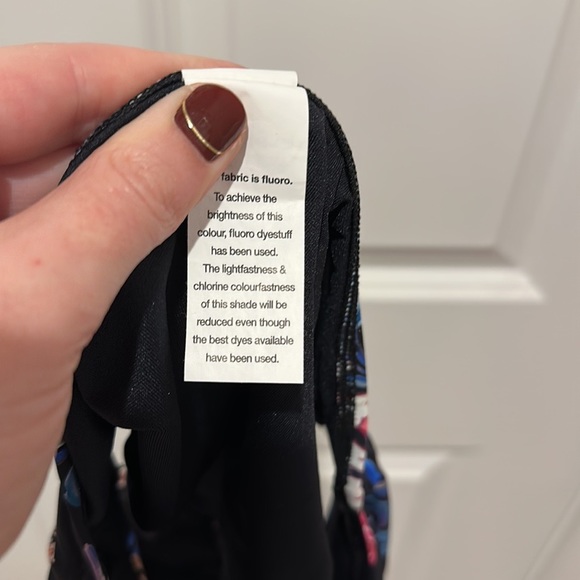 fabric is fluoro.
To achieve the
brightness of this
colour, fluoro dyestuff
has been used.
The lightfastness &
chlorine colourfastness
of this shade will be
reduced even though
the best dyes available
have been used.